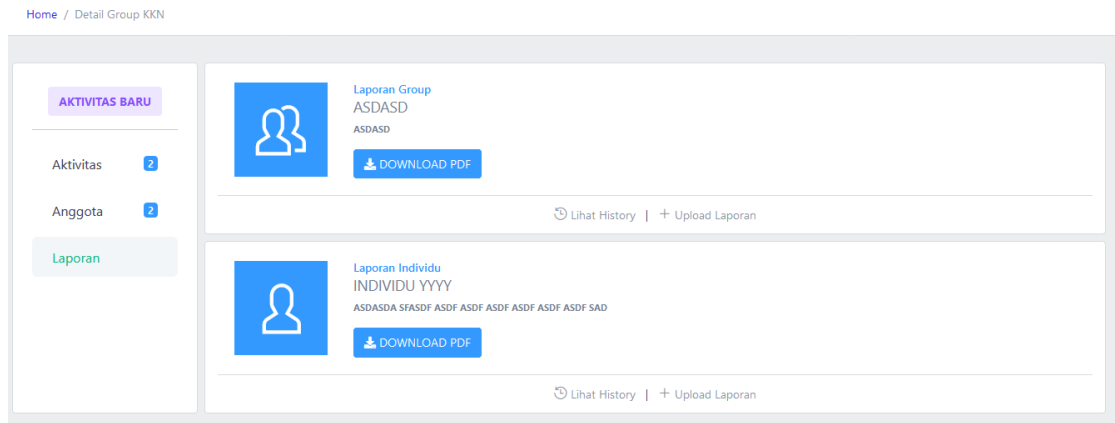 Home / Detail Group KKN
AKTIVITAS BARU
Aktivitas 2
Anggota 2
Laporan
Laporan Group
ASDASD
ASDASD
DOWNLOAD PDF
Lihat History | + Upload Laporan
Laporan Individu
INDIVIDU YYYY
ASDASDA SFASDF ASDF ASDF ASDF ASDF ASDF ASDF SAD
DOWNLOAD PDF
Lihat History | + Upload Laporan